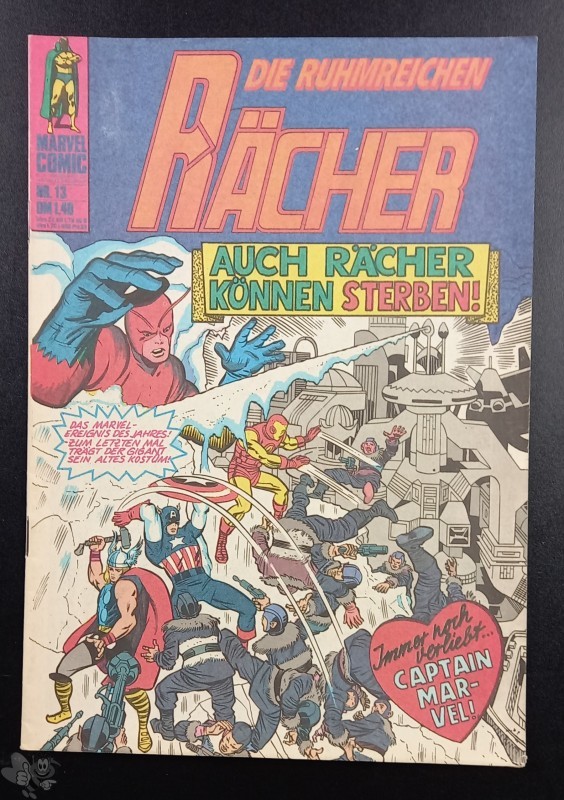 DIE RUHMREICHEN
RÄCHER
MARVEL
COMIC
NR. 13
DM 1,40
AUCH RÄCHER
KÖNNEN STERBEN!
DAS MARVEL-
EREIGNIS DES JAHRES!
ZUM LETZTEN MAL
TRÄGT DER GIGANT
SEIN ALTES KOSTÜM!
Immer noch
verliebt...
CAPTAIN
MAR-
VEL!